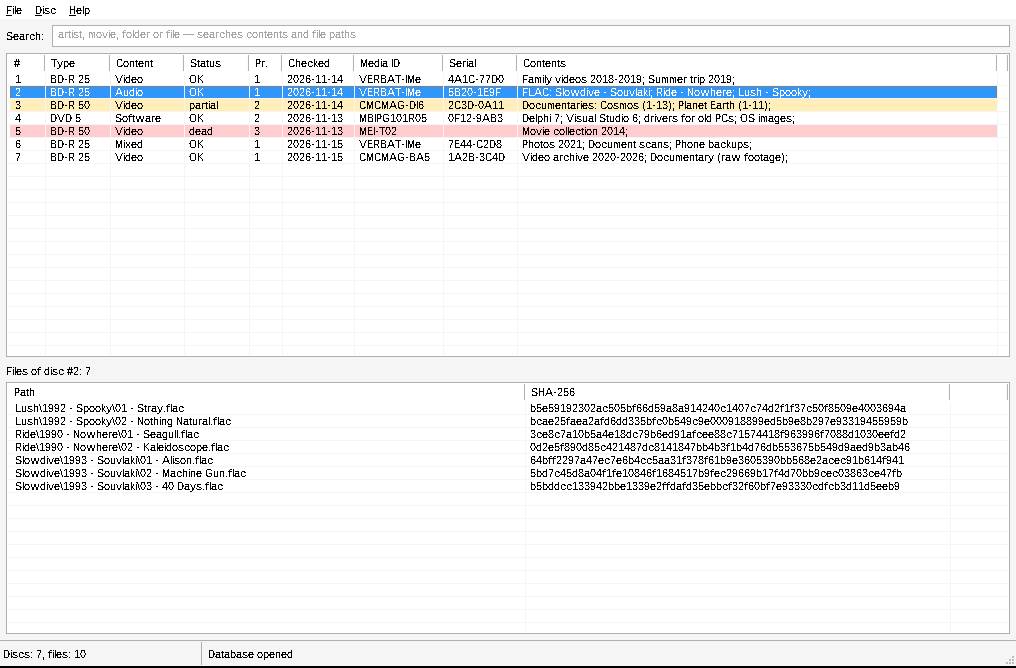 File Disc Help
Search: artist, movie, folder or file — searches contents and file paths
# Type Content Status Pr. Checked Media ID Serial Contents
1 BD-R 25 Video OK 1 2026-11-14 VERBAT-IMe 4A1C-77D0 Family videos 2018-2019; Summer trip 2019;
2 BD-R 25 Audio OK 1 2026-11-14 VERBAT-IMe 5B20-1E9F FLAC: Slowdive - Souvlaki; Ride - Nowhere; Lush - Spooky;
3 BD-R 50 Video partial 2 2026-11-14 CMCMAG-DI6 2C3D-0A11 Documentaries: Cosmos (1-13); Planet Earth (1-11);
4 DVD 5 Software OK 2 2026-11-13 MBIPG101R05 0F12-9AB3 Delphi 7; Visual Studio 6; drivers for old PCs; OS images;
5 BD-R 50 Video dead 3 2026-11-13 MEI-T02 Movie collection 2014;
6 BD-R 25 Mixed OK 1 2026-11-15 VERBAT-IMe 7E44-C2D8 Photos 2021; Document scans; Phone backups;
7 BD-R 25 Video OK 1 2026-11-15 CMCMAG-BA5 1A2B-3C4D Video archive 2020-2026; Documentary (raw footage);
Files of disc #2: 7
Path SHA-256
Lush\1992 - Spooky\01 - Stray.flac b5e59192302ac505bf66d59a8a914240c1407c74d2f1f37c50f8509e4003694a
Lush\1992 - Spooky\02 - Nothing Natural.flac bcae25faea2afd6dd335bfc0b549c9e000918899ed5b9e8b297e93319455959b
Ride\1990 - Nowhere\01 - Seagull.flac 3ce8c7a10b5a4e18dc79b6ed91afcee88c71574418f963996f7088d1030eefd2
Ride\1990 - Nowhere\02 - Kaleidoscope.flac 0d2e5f890d85c421487dc8141847bb4b3f1b4d76db553675b549d9aed9b3ab46
Slowdive\1993 - Souvlaki\01 - Alison.flac 64bff2297a47ec7e6b4cc5aa31f378f61b9e3605390bb568e2acec91b614f941
Slowdive\1993 - Souvlaki\02 - Machine Gun.flac 5bd7c45d8a04f1fe10846f1684517b9fec29669b17f4d70bb9cec03863ce47fb
Slowdive\1993 - Souvlaki\03 - 40 Days.flac b5bddcc133942bbe1339e2ffdafd35ebbcf32f60bf7e93330cdfcb3d11d5eeb9
Discs: 7, files: 10 Database opened